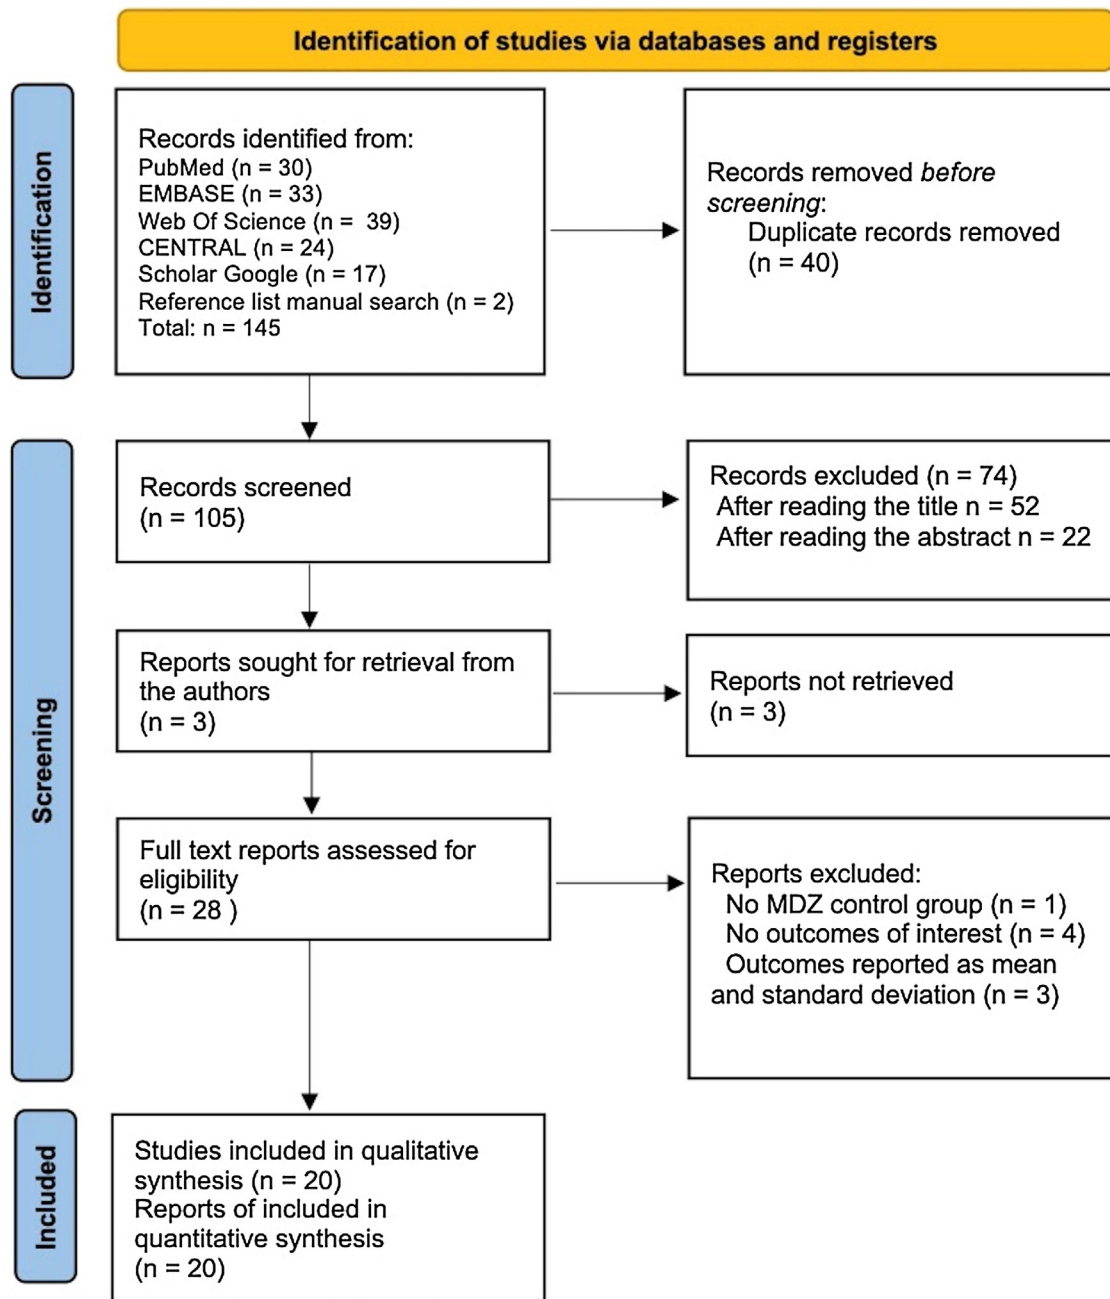 Identification of studies via databases and registers
Identification
Records identified from:
PubMed (n = 30)
EMBASE (n = 33)
Web Of Science (n =  39)
CENTRAL (n = 24)
Scholar Google (n = 17)
Reference list manual search (n = 2)
Total: n = 145
Records removed before
screening:
Duplicate records removed
(n = 40)
Screening
Records screened
(n = 105)
Records excluded (n = 74)
After reading the title n = 52
After reading the abstract n = 22
Reports sought for retrieval from
the authors
(n = 3)
Reports not retrieved
(n = 3)
Full text reports assessed for
eligibility
(n = 28 )
Reports excluded:
No MDZ control group (n = 1)
No outcomes of interest (n = 4)
Outcomes reported as mean
and standard deviation (n = 3)
Included
Studies included in qualitative
synthesis (n = 20)
Reports of included in
quantitative synthesis
(n = 20)